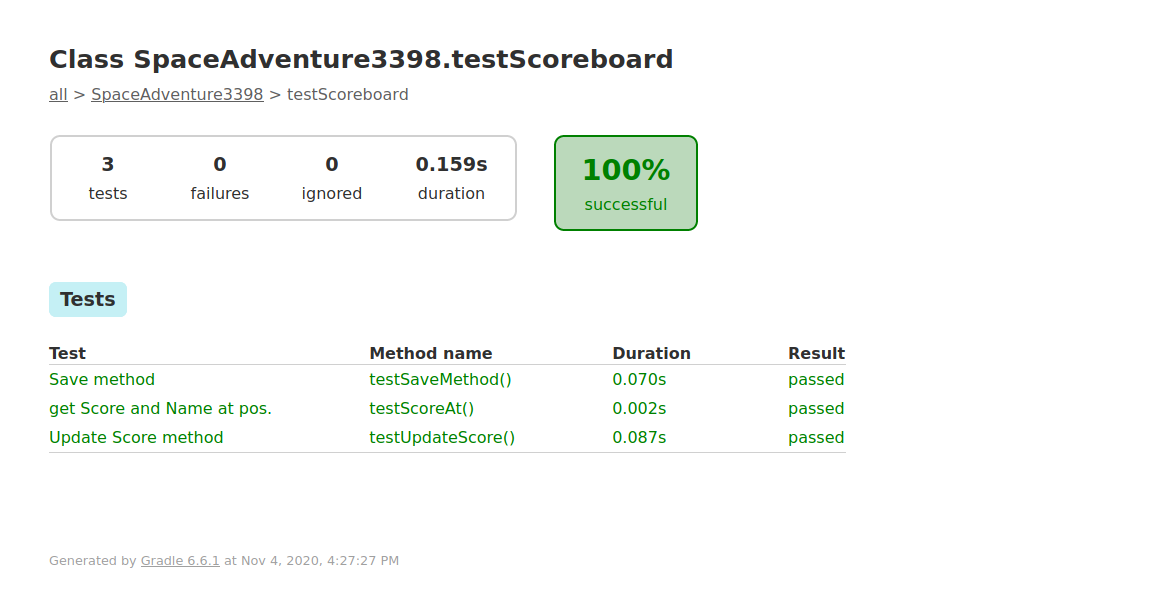 Class SpaceAdventure3398.testScoreboard
all > SpaceAdventure3398 > testScoreboard
3 0 0 0.159s
tests failures ignored duration
100%
successful
Tests
Test Method name Duration Result
Save method testSaveMethod() 0.070s passed
get Score and Name at pos. testScoreAt() 0.002s passed
Update Score method testUpdateScore() 0.087s passed
Generated by Gradle 6.6.1 at Nov 4, 2020, 4:27:27 PM